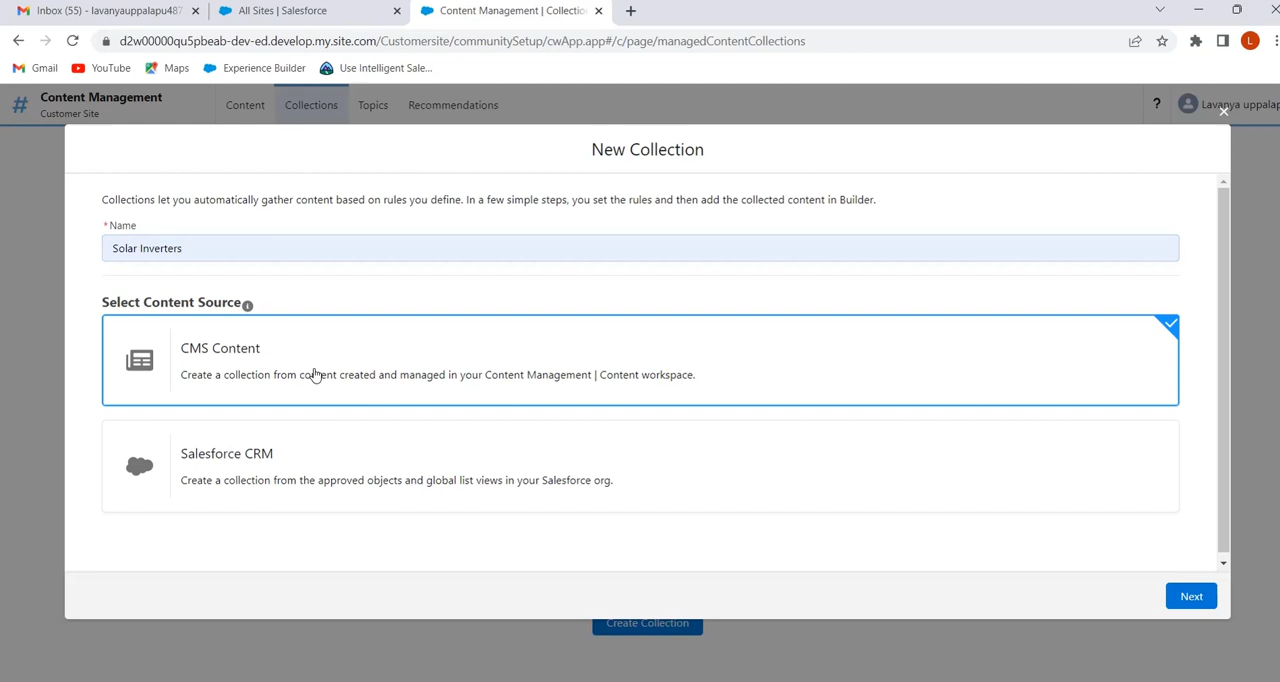 Inbox (55) - lavanyauppalapu487
All Sites | Salesforce
Content Management | Collectio
d2w00000qu5pbeab-dev-ed.develop.my.site.com/Customersite/communitySetup/cwApp.app#/c/page/managedContentCollections
L
Gmail
YouTube
Maps
Experience Builder
Use Intelligent Sale...
Content Management
Customer Site
Content
Collections
Topics
Recommendations
?
Lavanya uppalap
New Collection
Collections let you automatically gather content based on rules you define. In a few simple steps, you set the rules and then add the collected content in Builder.
*Name
Solar Inverters
Select Content Source
CMS Content
Create a collection from content created and managed in your Content Management | Content workspace.
Salesforce CRM
Create a collection from the approved objects and global list views in your Salesforce org.
Next
Create Collection